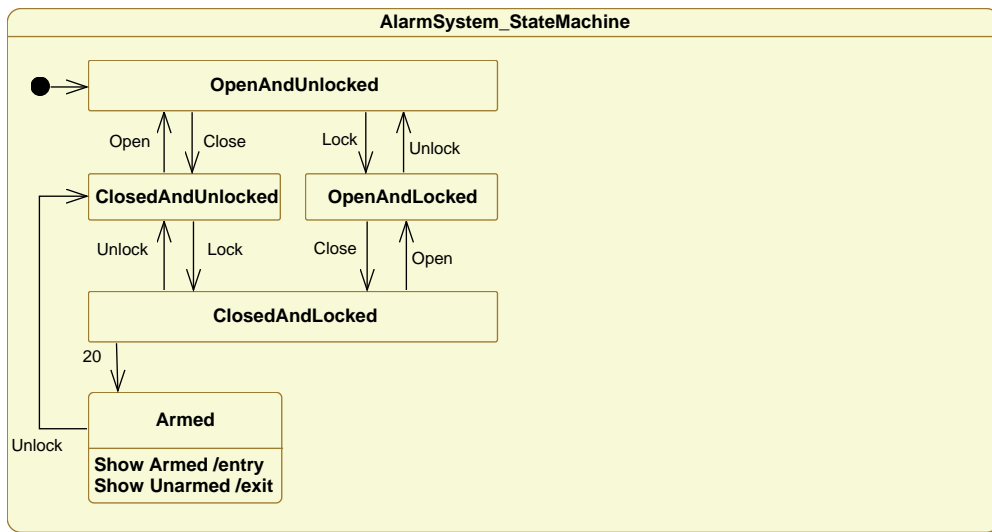 AlarmSystem_StateMachine
OpenAndUnlocked
Open
Close
Lock
Unlock
ClosedAndUnlocked
OpenAndLocked
Unlock
Lock
Close
Open
ClosedAndLocked
20
Armed
Unlock
Show Armed /entry
Show Unarmed /exit